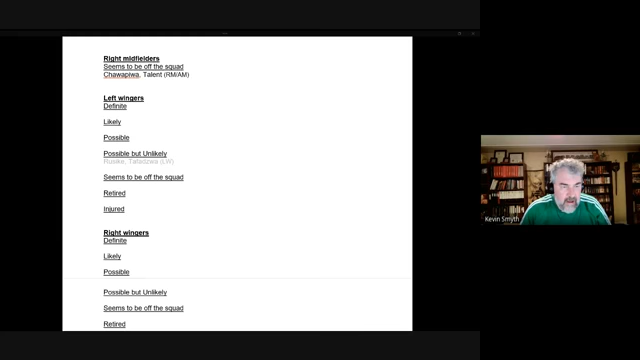 Right midfielders
Seems to be off the squad
Chawapiwa, Talent (RM/AM)
Left wingers
Definite
Likely
Possible
Possible but Unlikely
Rusike, Tafadzwa (LW)
Seems to be off the squad
Retired
Injured
Right wingers
Definite
Likely
Possible
Possible but Unlikely
Seems to be off the squad
Retired
Kevin Smyth